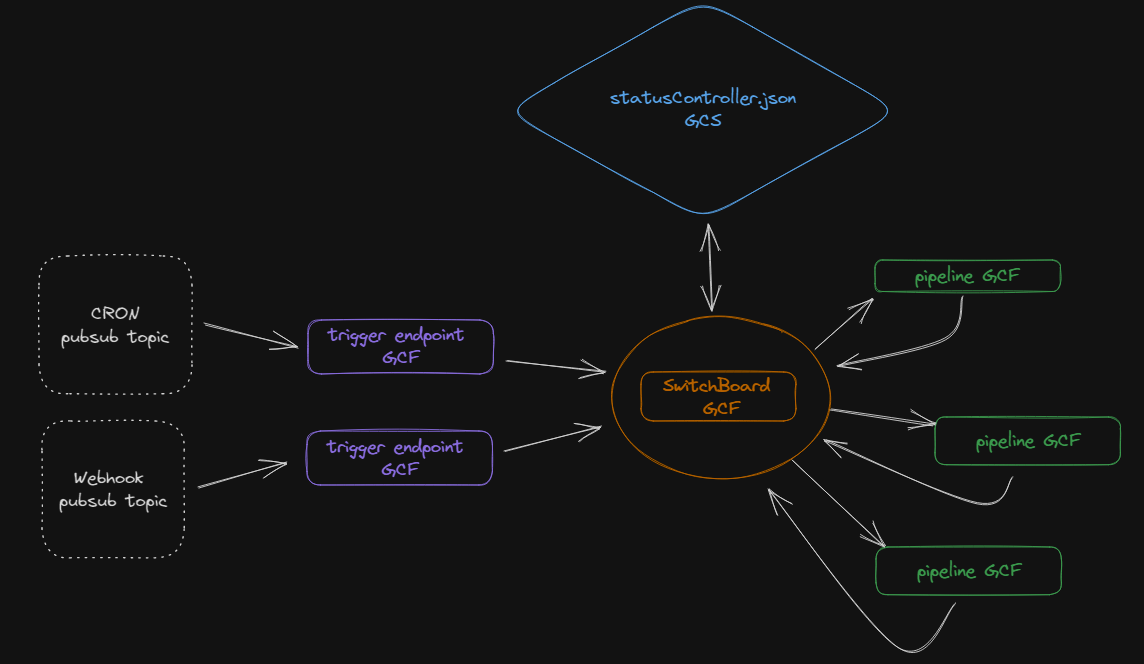 statusController.json
GCS
CRON
pubsub topic
trigger endpoint
GCF
Webhook
pubsub topic
trigger endpoint
GCF
SwitchBoard
GCF
pipeline GCF
pipeline GCF
pipeline GCF